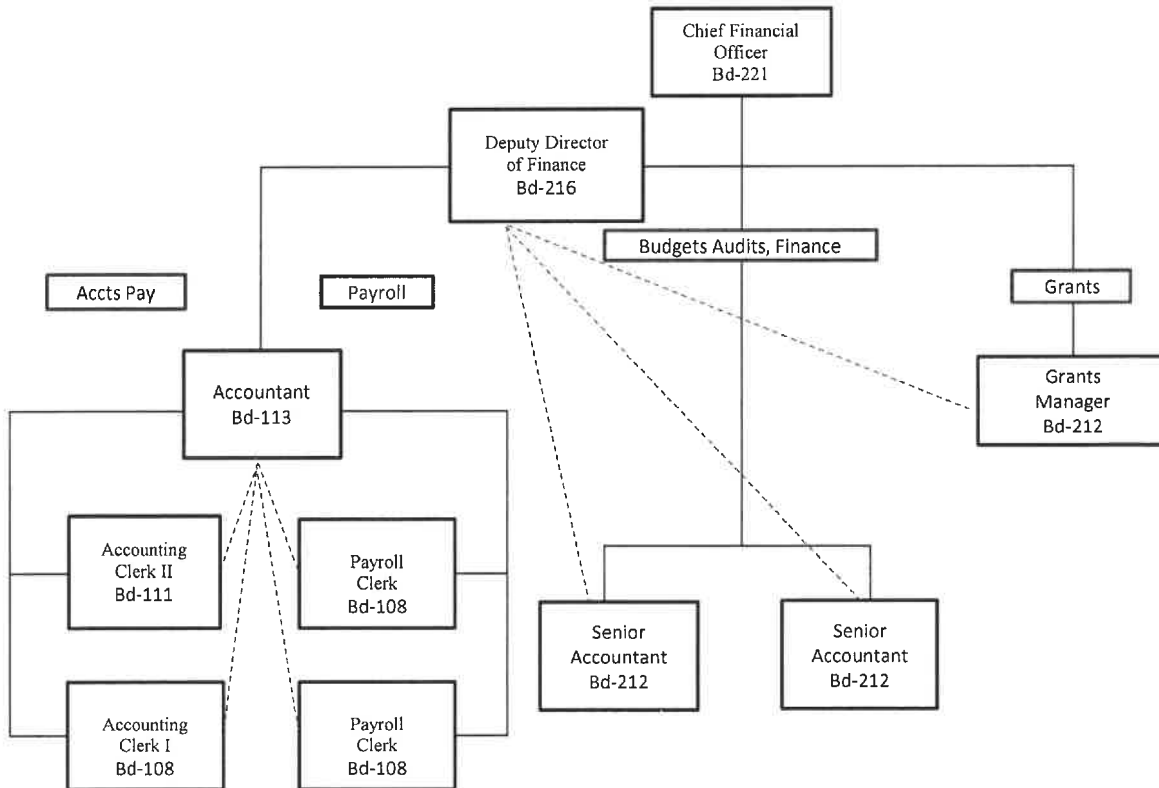 Chief Financial
Officer
Bd-221
Deputy Director
of Finance
Bd-216
Budgets Audits, Finance
Accts Pay
Payroll
Grants
Accountant
Bd-113
Grants
Manager
Bd-212
Accounting
Clerk II
Bd-111
Payroll
Clerk
Bd-108
Senior
Accountant
Bd-212
Senior
Accountant
Bd-212
Accounting
Clerk I
Bd-108
Payroll
Clerk
Bd-108